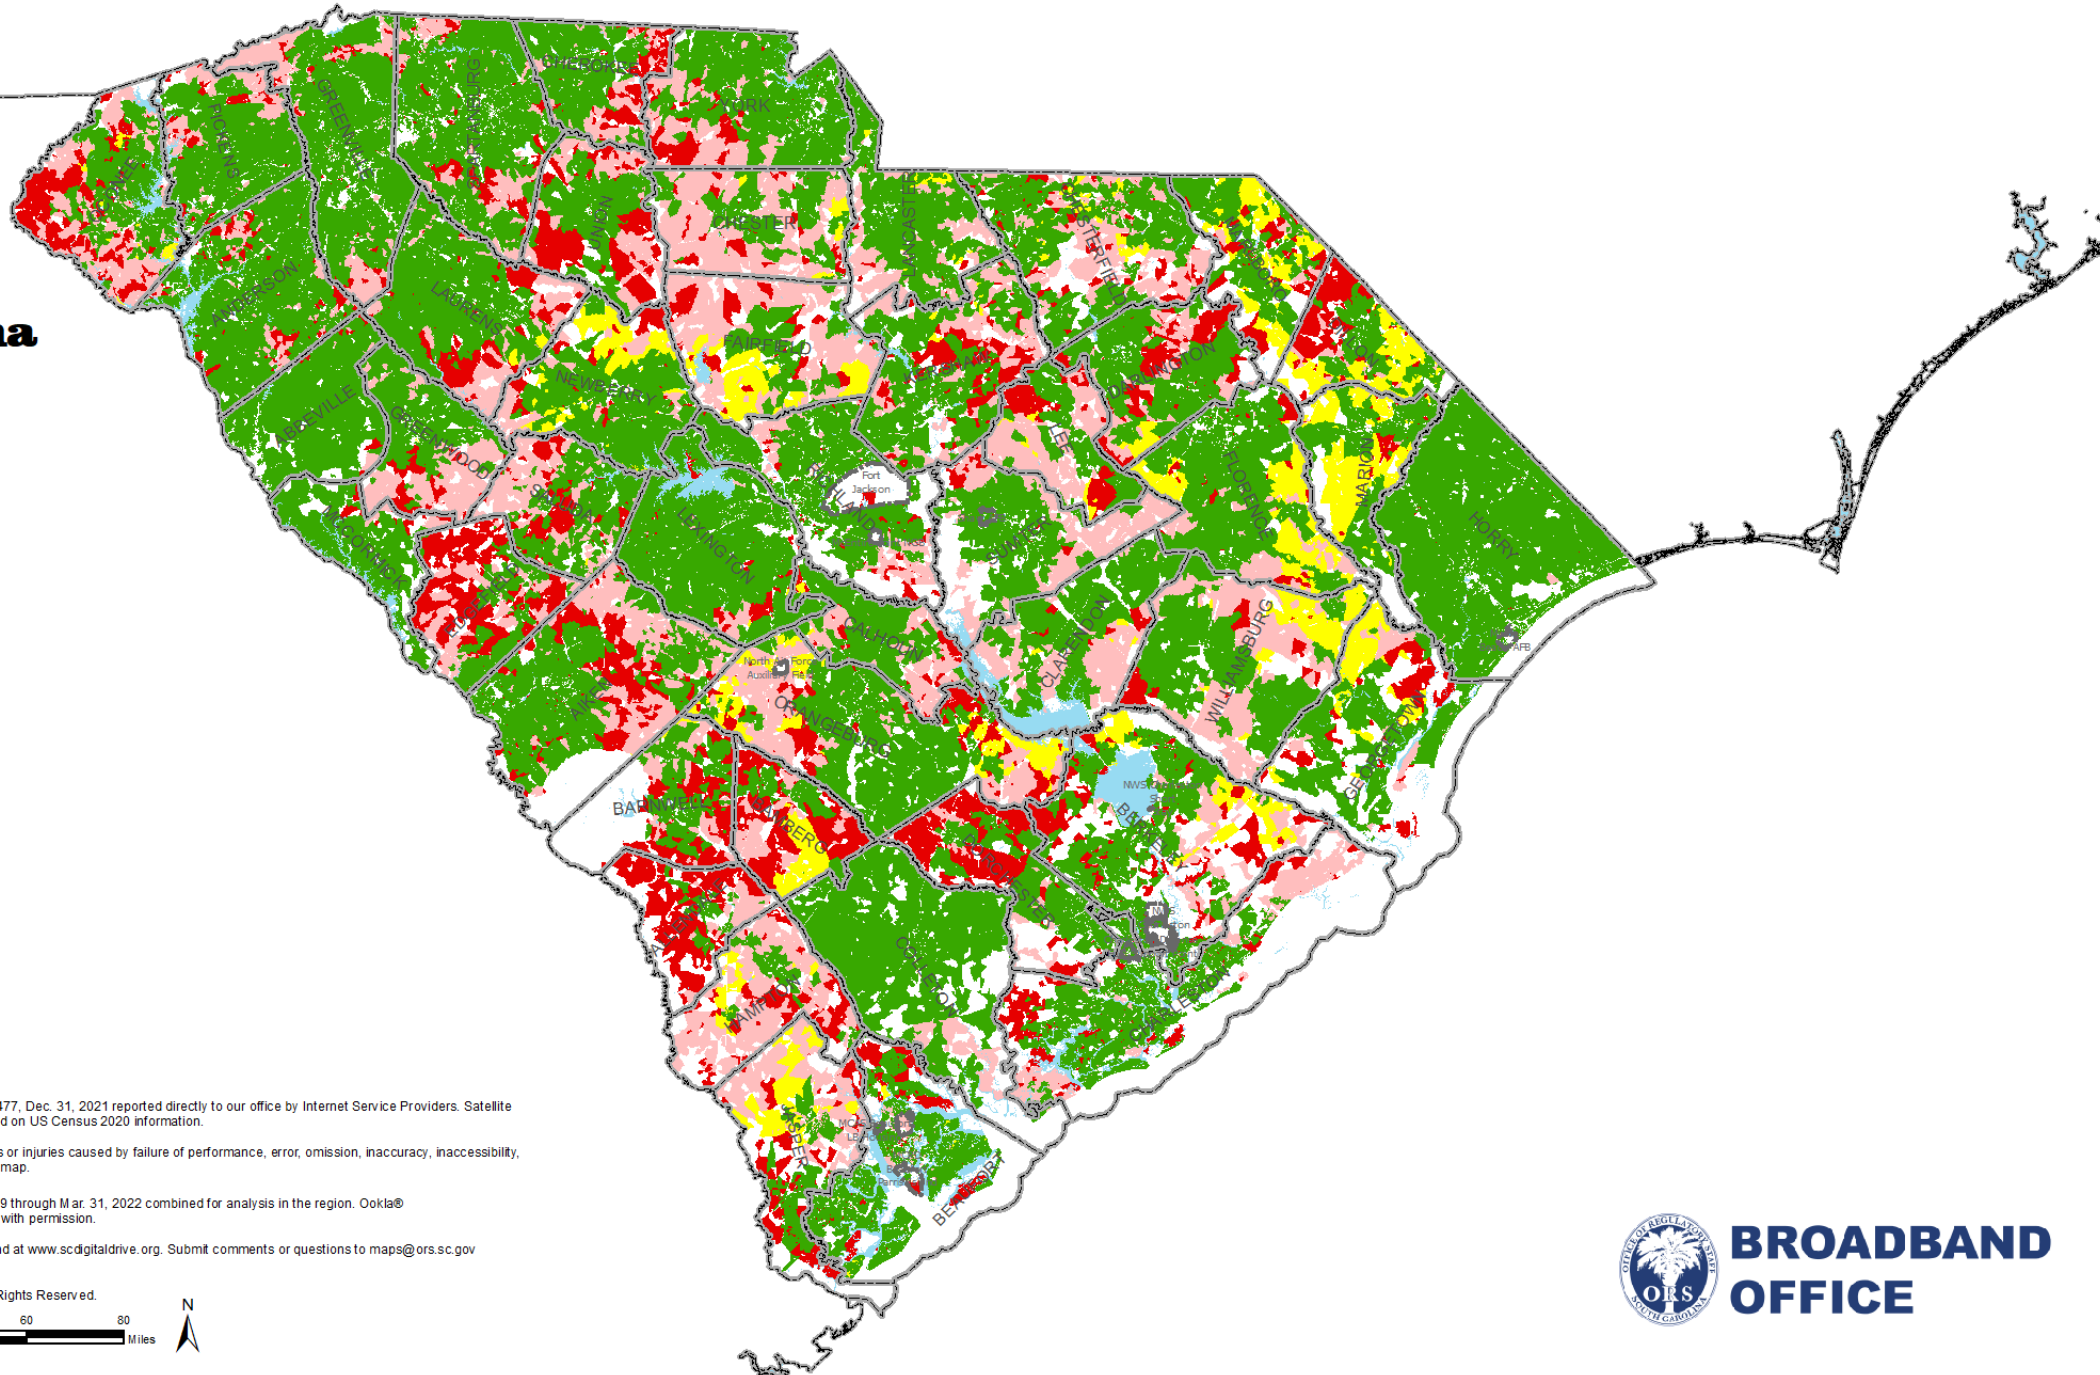 CHEROKEE
YORK
SPARTANBURG
GREENVILLE
PICKENS
OCONEE
UNION
CHESTER
LANCASTER
CHESTERFIELD
MARLBORO
ANDERSON
LAURENS
na
FAIRFIELD
KERSHAW
DARLINGTON
DILLON
NEWBERRY
ABBEVILLE
GREENWOOD
LEE
MARION
FLORENCE
SALUDA
RICHLAND
Fort
Jackson
HORRY
MCCORMICK
LEXINGTON
SUMTER
EDGEFIELD
CALHOUN
CLARENDON
WILLIAMSBURG
AFB
North Air Force
Auxiliary Field
AIKEN
ORANGEBURG
GEORGETOWN
BARNWELL
BAMBERG
BERKELEY
DORCHESTER
ALLENDALE
COLLETON
HAMPTON
CHARLESTON
JASPER
BEAUFORT
477, Dec. 31, 2021 reported directly to our office by Internet Service Providers. Satellite
d on US Census 2020 information.
s or injuries caused by failure of performance, error, omission, inaccuracy, inaccessibility,
map.
9 through Mar. 31, 2022 combined for analysis in the region. Ookla®
with permission.
nd at www.scdigitaldrive.org. Submit comments or questions to maps@ors.sc.gov
Rights Reserved.
60 80
Miles
N
OFFICE OF REGULATORY STAFF
ORS
SOUTH CAROLINA
BROADBAND
OFFICE